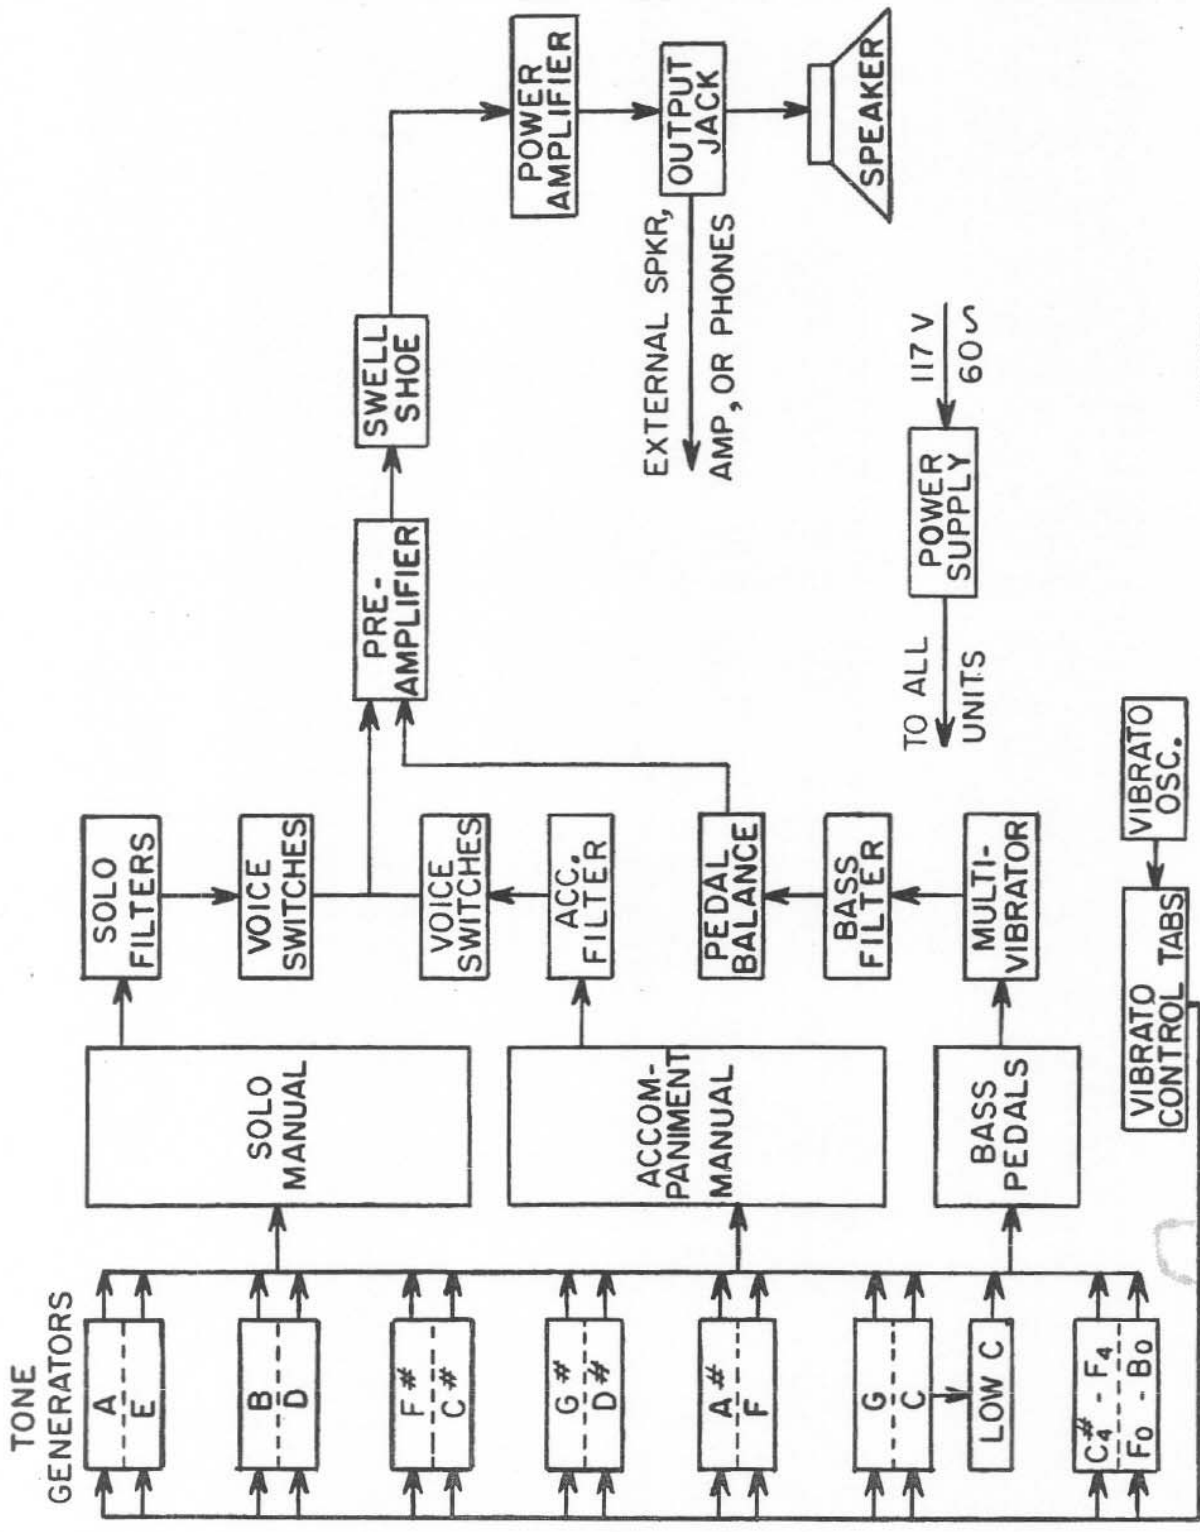 TONE
GENERATORS
A
E
B
D
F#
C#
G#
D#
A#
F
G
C
LOW C
C4# - F4
F0 - B0
SOLO
MANUAL
ACCOM-
PANIMENT
MANUAL
BASS
PEDALS
SOLO
FILTERS
VOICE
SWITCHES
VOICE
SWITCHES
ACC.
FILTER
PEDAL
BALANCE
BASS
FILTER
MULTI-
VIBRATOR
VIBRATO
CONTROL TABS
VIBRATO
OSC.
PRE-
AMPLIFIER
SWELL
SHOE
POWER
AMPLIFIER
OUTPUT
JACK
SPEAKER
EXTERNAL SPKR,
AMP, OR PHONES
TO ALL
UNITS
POWER
SUPPLY
117 V
60∿